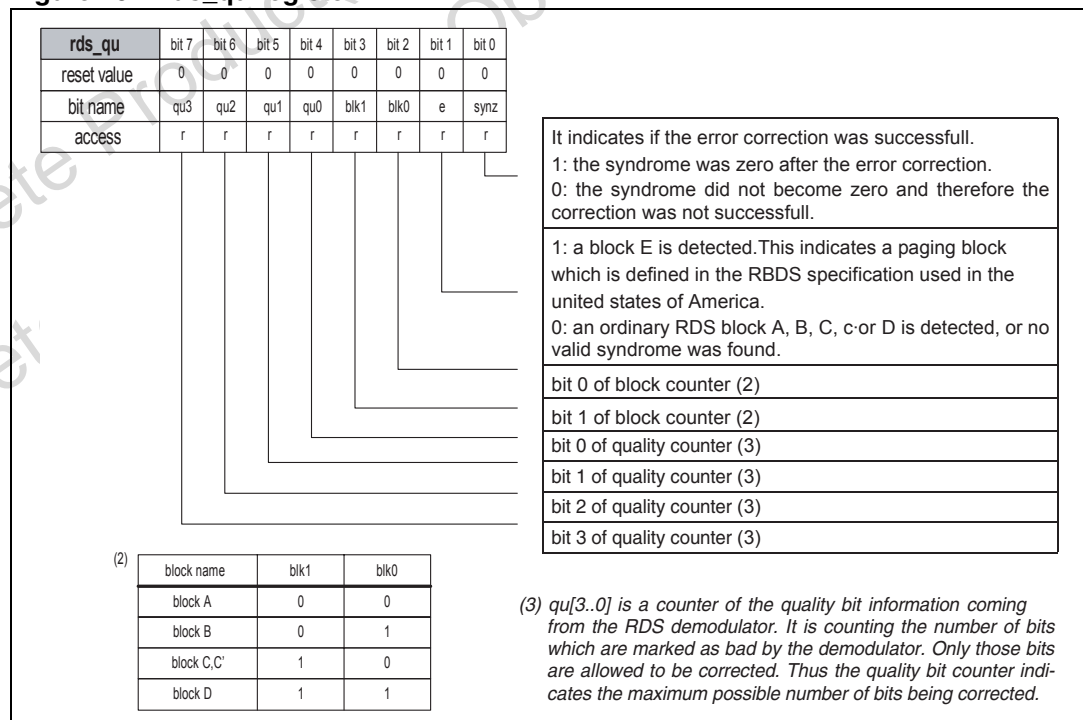 rds_qu bit 7 bit 6 bit 5 bit 4 bit 3 bit 2 bit 1 bit 0
reset value 0 0 0 0 0 0 0 0
bit name qu3 qu2 qu1 qu0 blk1 blk0 e synz
access r r r r r r r r
It indicates if the error correction was successfull.
1: the syndrome was zero after the error correction.
0: the syndrome did not become zero and therefore the
correction was not successfull.
1: a block E is detected.This indicates a paging block
which is defined in the RBDS specification used in the
united states of America.
0: an ordinary RDS block A, B, C, c·or D is detected, or no
valid syndrome was found.
bit 0 of block counter (2)
bit 1 of block counter (2)
bit 0 of quality counter (3)
bit 1 of quality counter (3)
bit 2 of quality counter (3)
bit 3 of quality counter (3)
(2)
block name blk1 blk0
block A 0 0
block B 0 1
block C,C' 1 0
block D 1 1
(3) qu[3..0] is a counter of the quality bit information coming
from the RDS demodulator. It is counting the number of bits
which are marked as bad by the demodulator. Only those bits
are allowed to be corrected. Thus the quality bit counter indi-
cates the maximum possible number of bits being corrected.